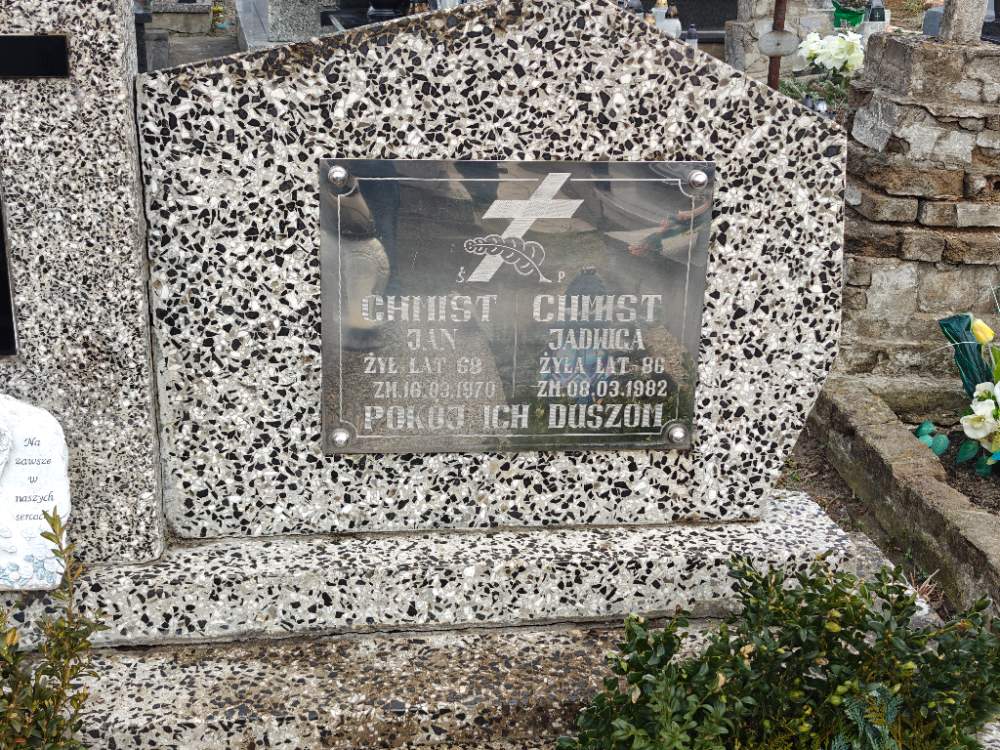 Ś P
CHMIST CHMIST
JAN JADWIGA
ŻYŁ LAT 68 ŻYŁA LAT 86
ZM. 16.03.1970 ZM. 08.03.1982
POKOJ ICH DUSZOM
Na
zawsze
w
naszych
sercach